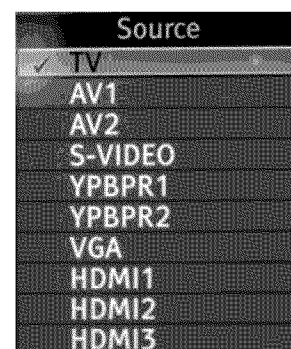 Source
✓ TV
AV1
AV2
S-VIDEO
YPBPR1
YPBPR2
VGA
HDMI1
HDMI2
HDMI3